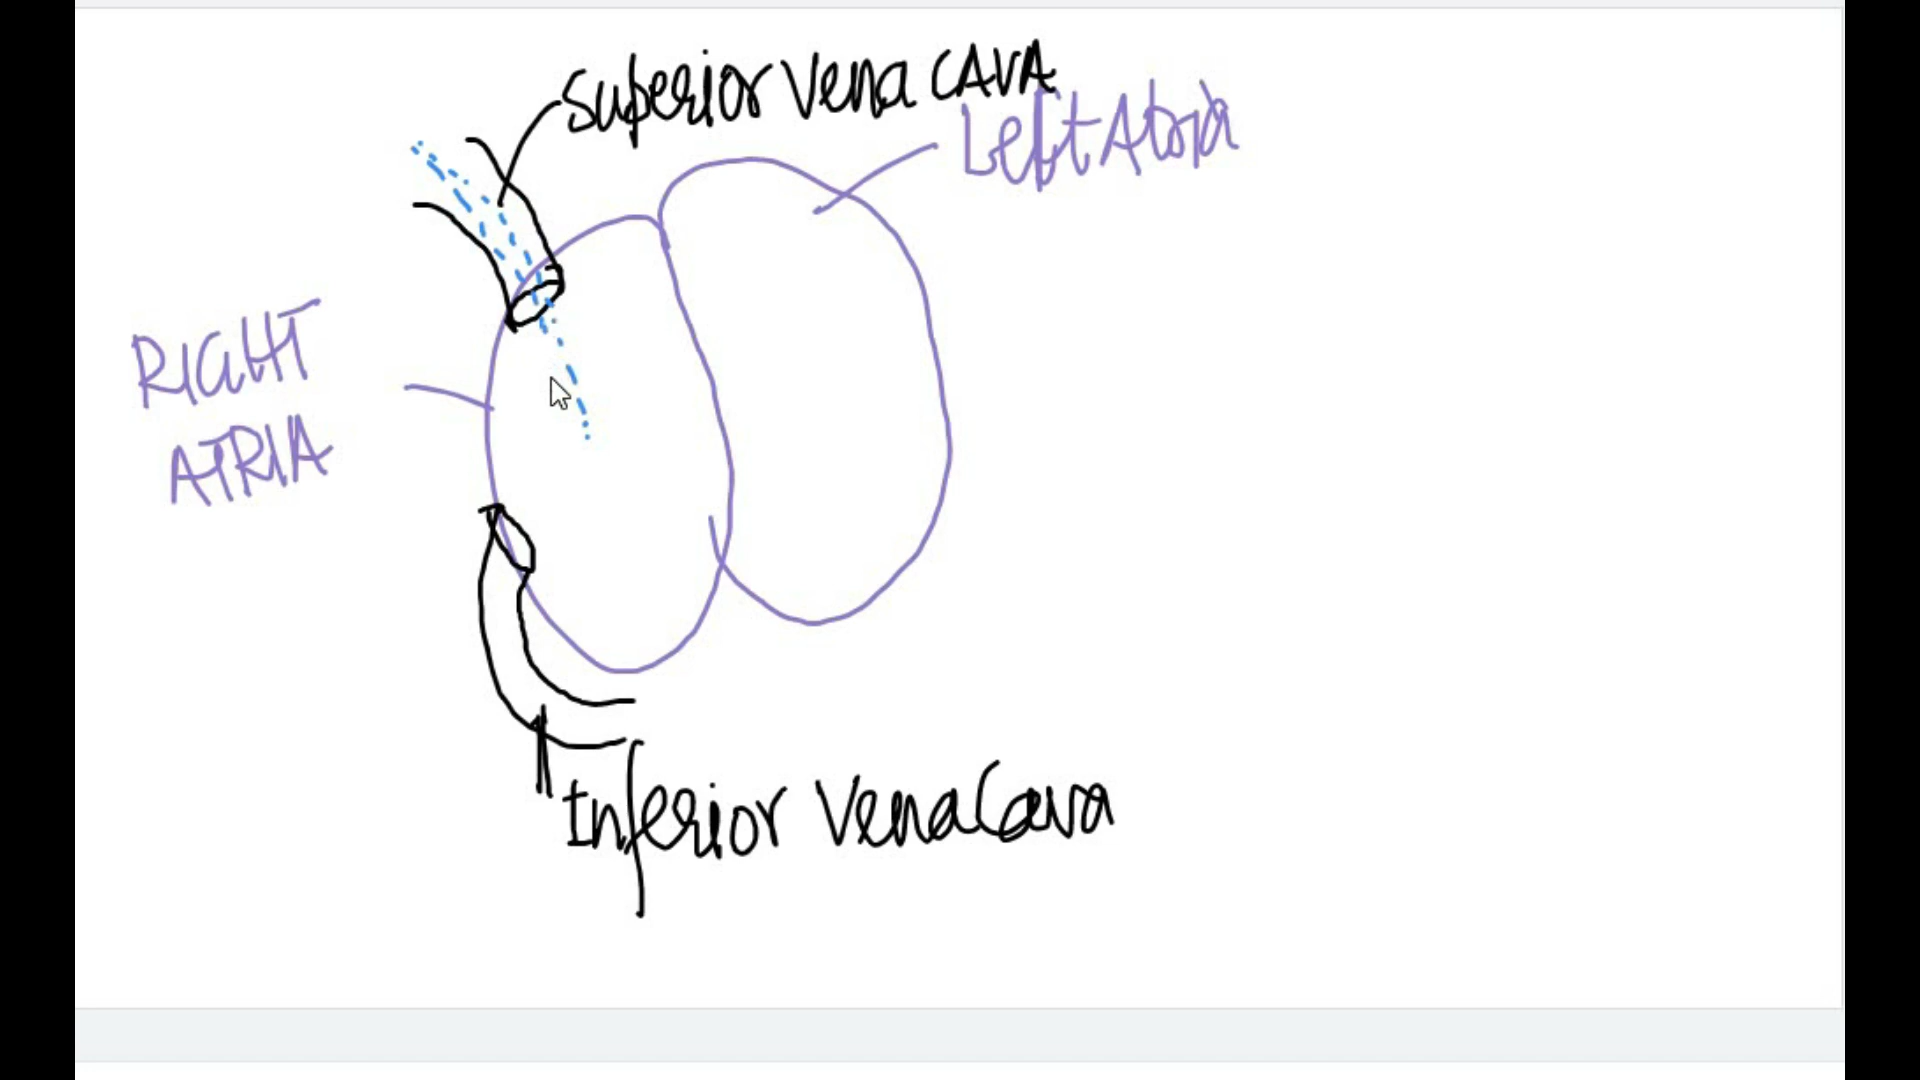 Superior Vena CAVA
Left Atria
RIGHT
ATRIA
Inferior Vena Cava